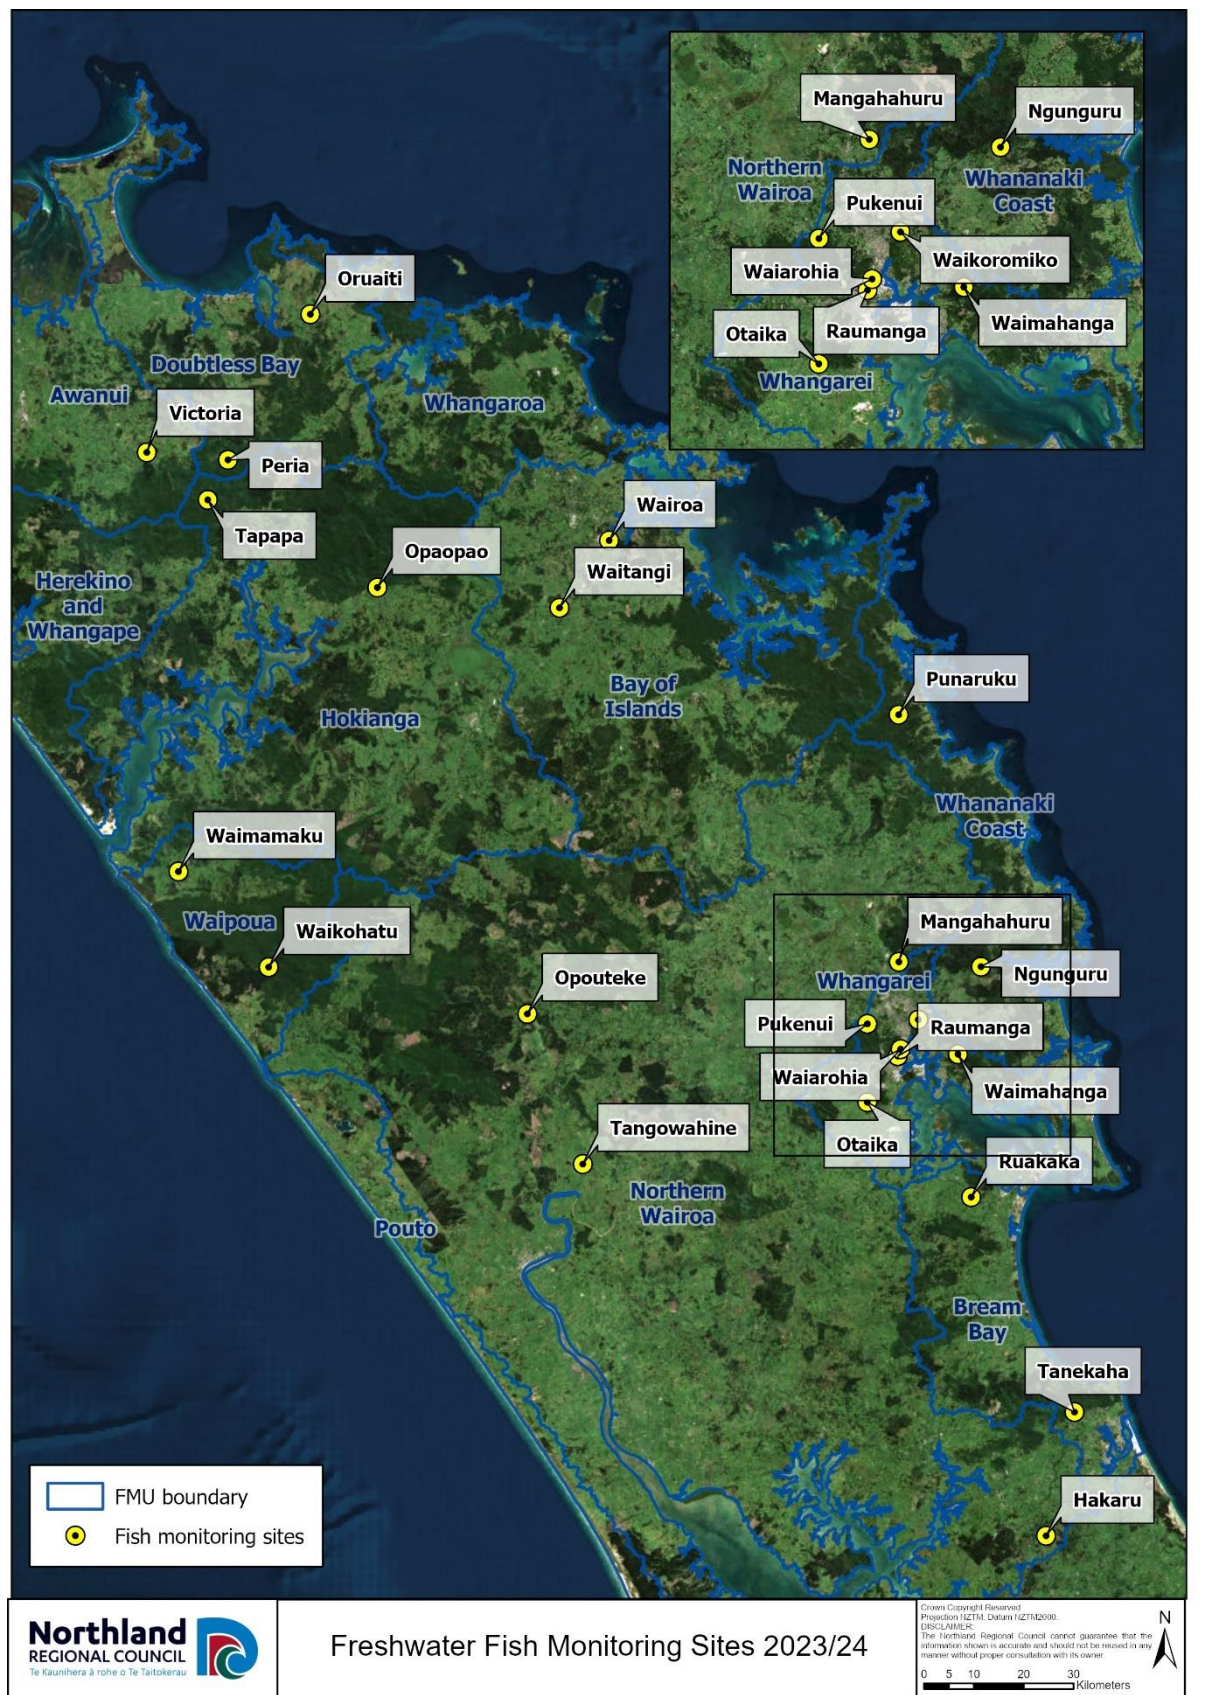 Mangahahuru
Ngunguru
Northern
Wairoa
Whananaki
Coast
Pukenui
Waikoromiko
Waiarohia
Waimahanga
Raumanga
Otaika
Whangarei
Oruaiti
Doubtless Bay
Awanui
Whangaroa
Victoria
Peria
Tapapa
Wairoa
Opaopao
Waitangi
Herekino
and
Whangape
Punaruku
Bay of
Islands
Hokianga
Whananaki
Coast
Waimamaku
Waipoua
Waikohatu
Mangahahuru
Opouteke
Whangarei
Ngunguru
Pukenui
Raumanga
Waiarohia
Waimahanga
Tangowahine
Otaika
Ruakaka
Northern
Wairoa
Pouto
Bream
Bay
Tanekaha
Hakaru
FMU boundary
Fish monitoring sites
Northland
REGIONAL COUNCIL
Te Kaunihera ā rohe o Te Taitokerau
Freshwater Fish Monitoring Sites 2023/24
Crown Copyright Reserved
Projection NZTM. Datum NZTM2000.
DISCLAIMER:
The Northland Regional Council cannot guarantee that the
information shown is accurate and should not be reused in any
manner without proper consultation with its owner.
N
0 5 10 20 30
Kilometers